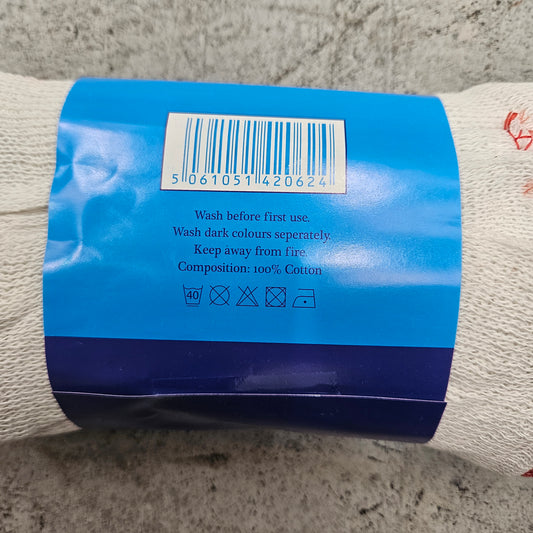 5 061051 420624
Wash before first use.
Wash dark colours seperately.
Keep away from fire.
Composition: 100% Cotton
40